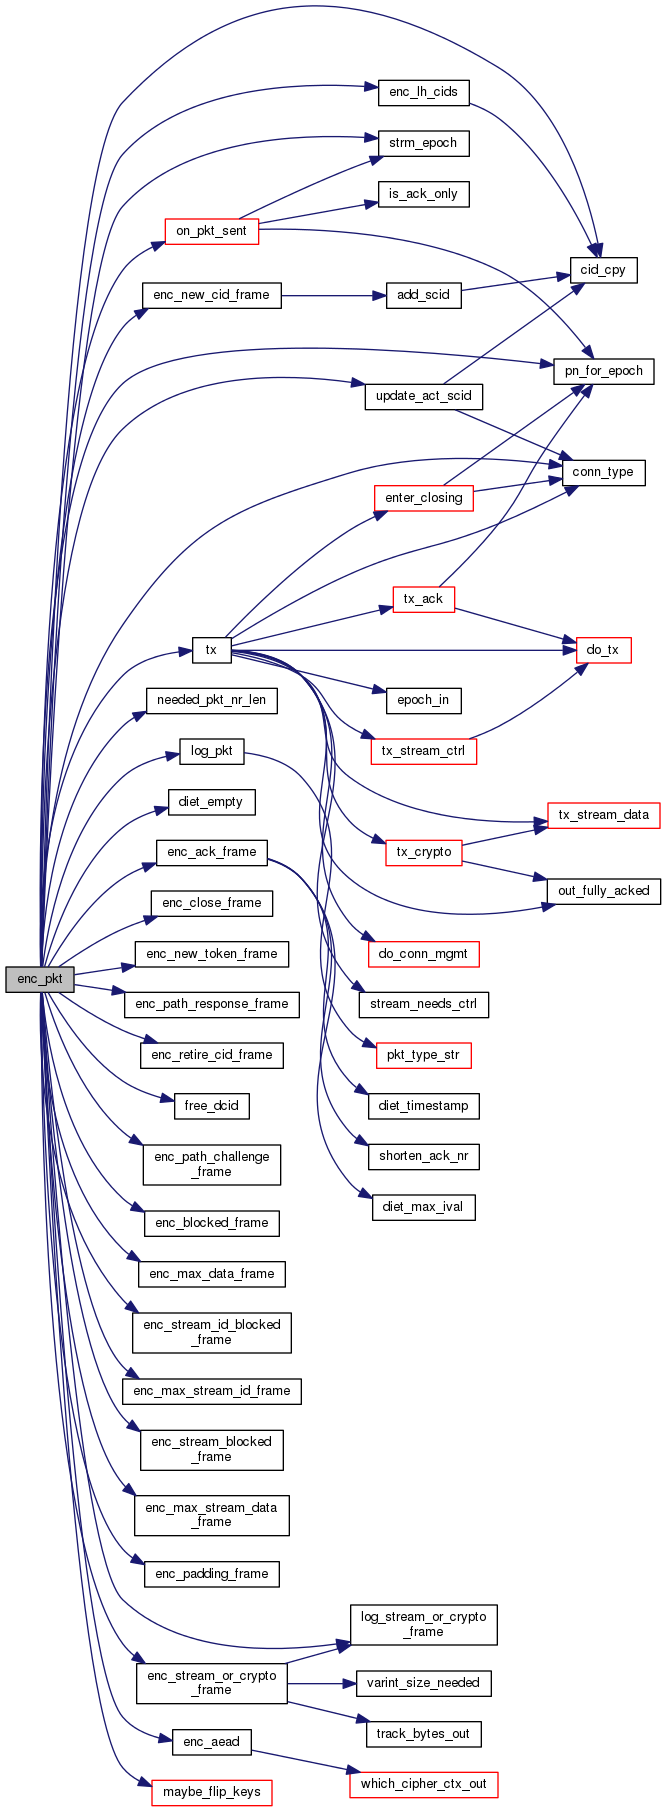 enc_lh_cids
strm_epoch
is_ack_only
on_pkt_sent
cid_cpy
enc_new_cid_frame
add_scid
pn_for_epoch
update_act_scid
conn_type
enter_closing
tx_ack
tx
do_tx
epoch_in
needed_pkt_nr_len
log_pkt
tx_stream_ctrl
diet_empty
tx_stream_data
enc_ack_frame
tx_crypto
out_fully_acked
enc_close_frame
enc_new_token_frame
do_conn_mgmt
enc_pkt
enc_path_response_frame
stream_needs_ctrl
enc_retire_cid_frame
pkt_type_str
free_dcid
diet_timestamp
enc_path_challenge
_frame
shorten_ack_nr
diet_max_ival
enc_blocked_frame
enc_max_data_frame
enc_stream_id_blocked
_frame
enc_max_stream_id_frame
enc_stream_blocked
_frame
enc_max_stream_data
_frame
enc_padding_frame
log_stream_or_crypto
_frame
enc_stream_or_crypto
_frame
varint_size_needed
track_bytes_out
enc_aead
which_cipher_ctx_out
maybe_flip_keys